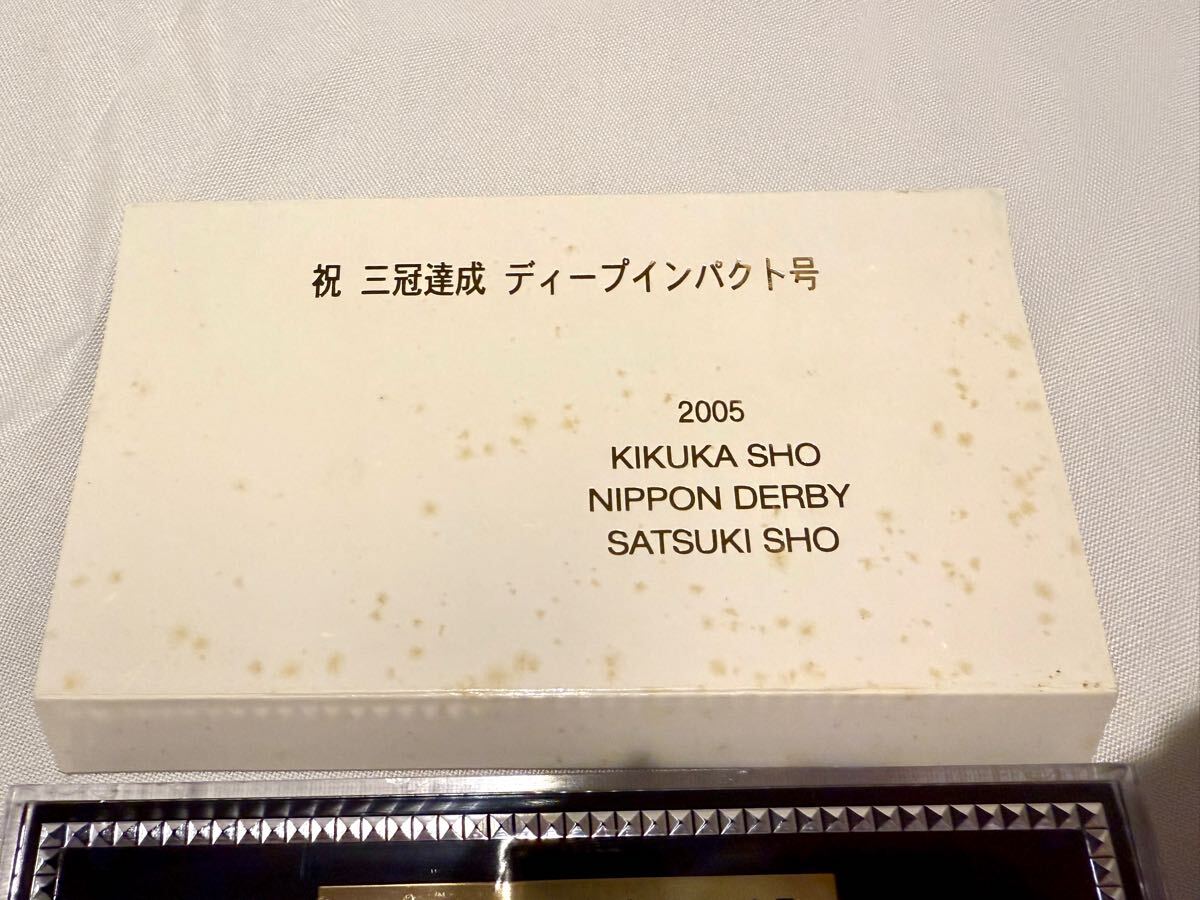 祝 三冠達成 ディープインパクト号
2005
KIKUKA SHO
NIPPON DERBY
SATSUKI SHO